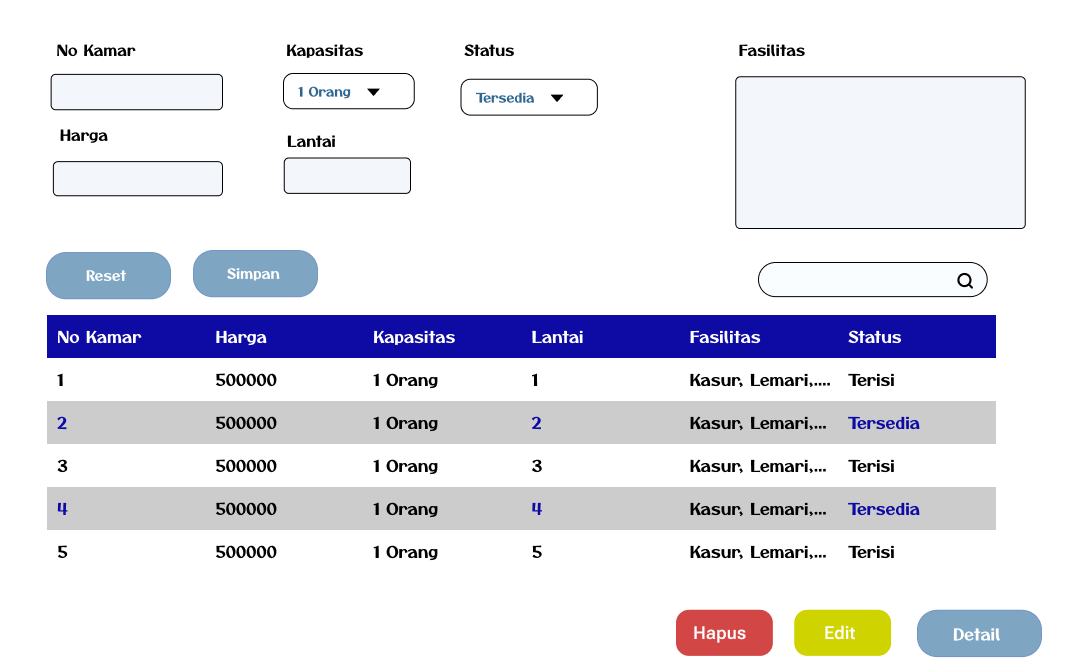 No Kamar Kapasitas Status Fasilitas
1 Orang Tersedia
Harga Lantai
Reset Simpan
No Kamar Harga Kapasitas Lantai Fasilitas Status
1 500000 1 Orang 1 Kasur, Lemari,.... Terisi
2 500000 1 Orang 2 Kasur, Lemari,... Tersedia
3 500000 1 Orang 3 Kasur, Lemari,... Terisi
4 500000 1 Orang 4 Kasur, Lemari,... Tersedia
5 500000 1 Orang 5 Kasur, Lemari,... Terisi
Hapus Edit Detail